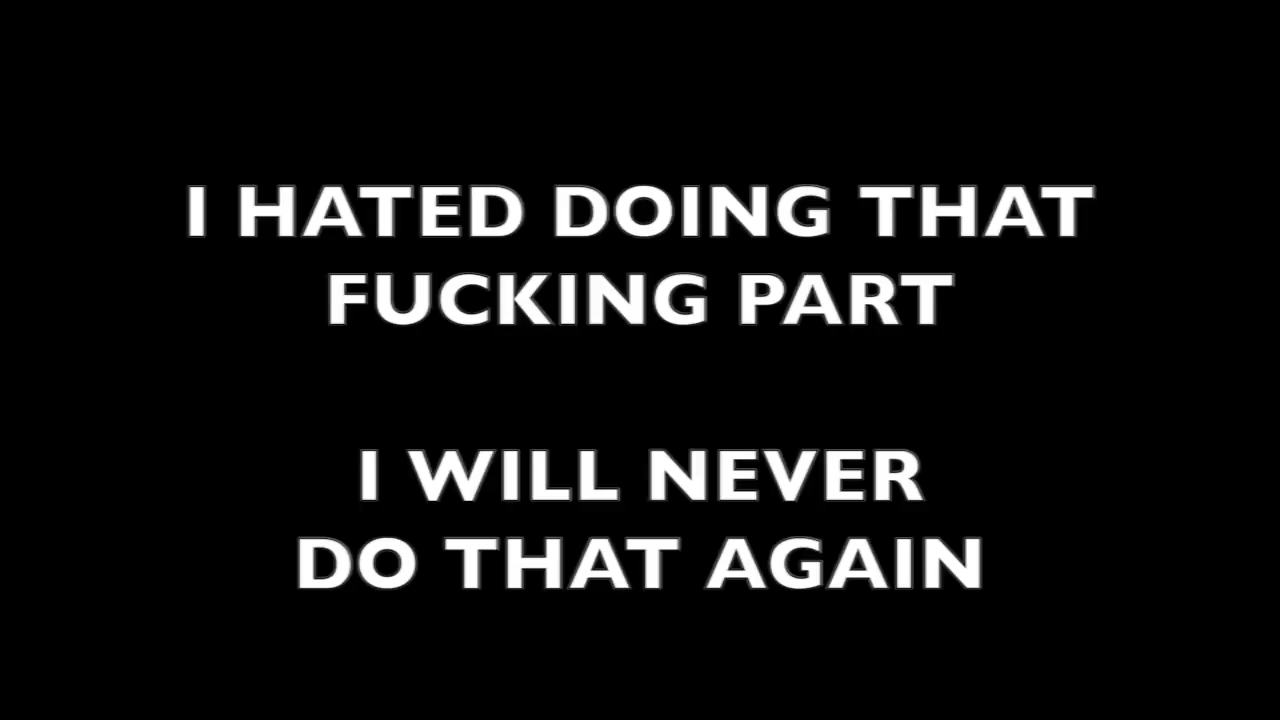 I HATED DOING THAT
FUCKING PART
I WILL NEVER
DO THAT AGAIN